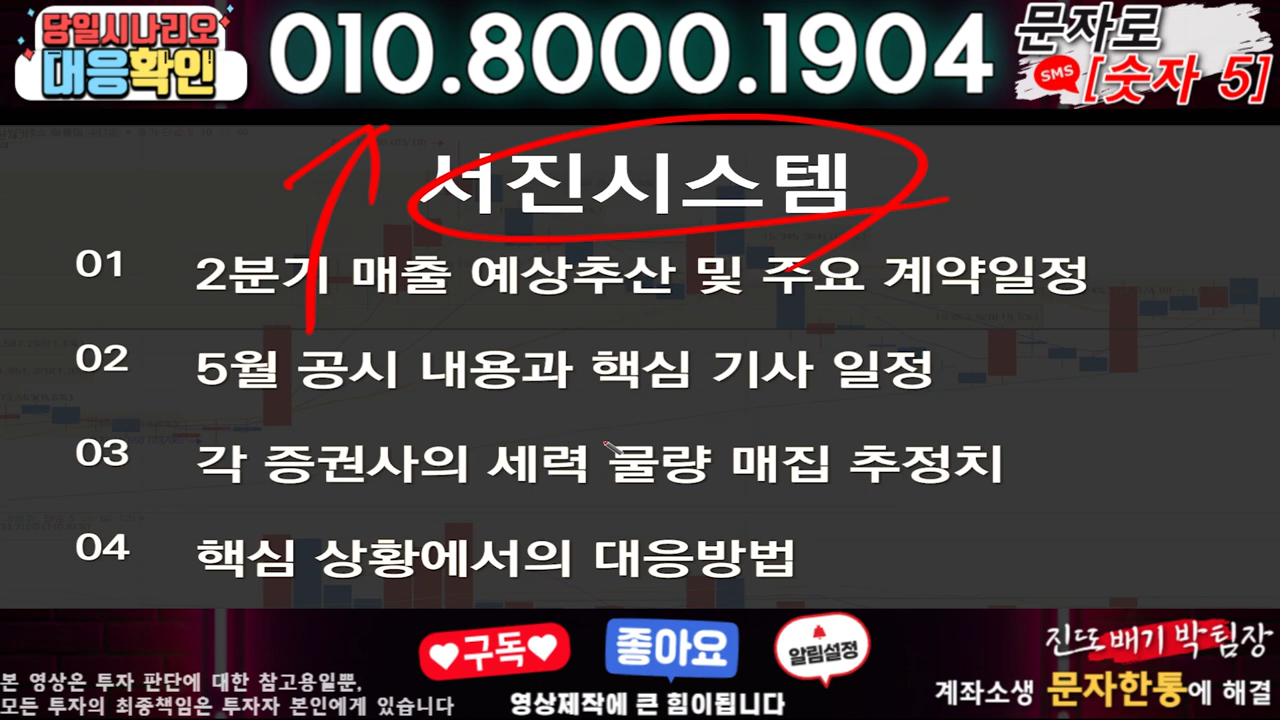 당일시나리오
대응확인
010.8000.1904
문자로
SMS [숫자 5]
서진시스템
01 2분기 매출 예상추산 및 주요 계약일정
02 5월 공시 내용과 핵심 기사 일정
03 각 증권사의 세력 물량 매집 추정치
04 핵심 상황에서의 대응방법
구독
좋아요
알림설정
진또배기 박팀장
본 영상은 투자 판단에 대한 참고용일뿐,
모든 투자의 최종책임은 투자자 본인에게 있습니다
영상제작에 큰 힘이됩니다
계좌소생 문자한통에 해결